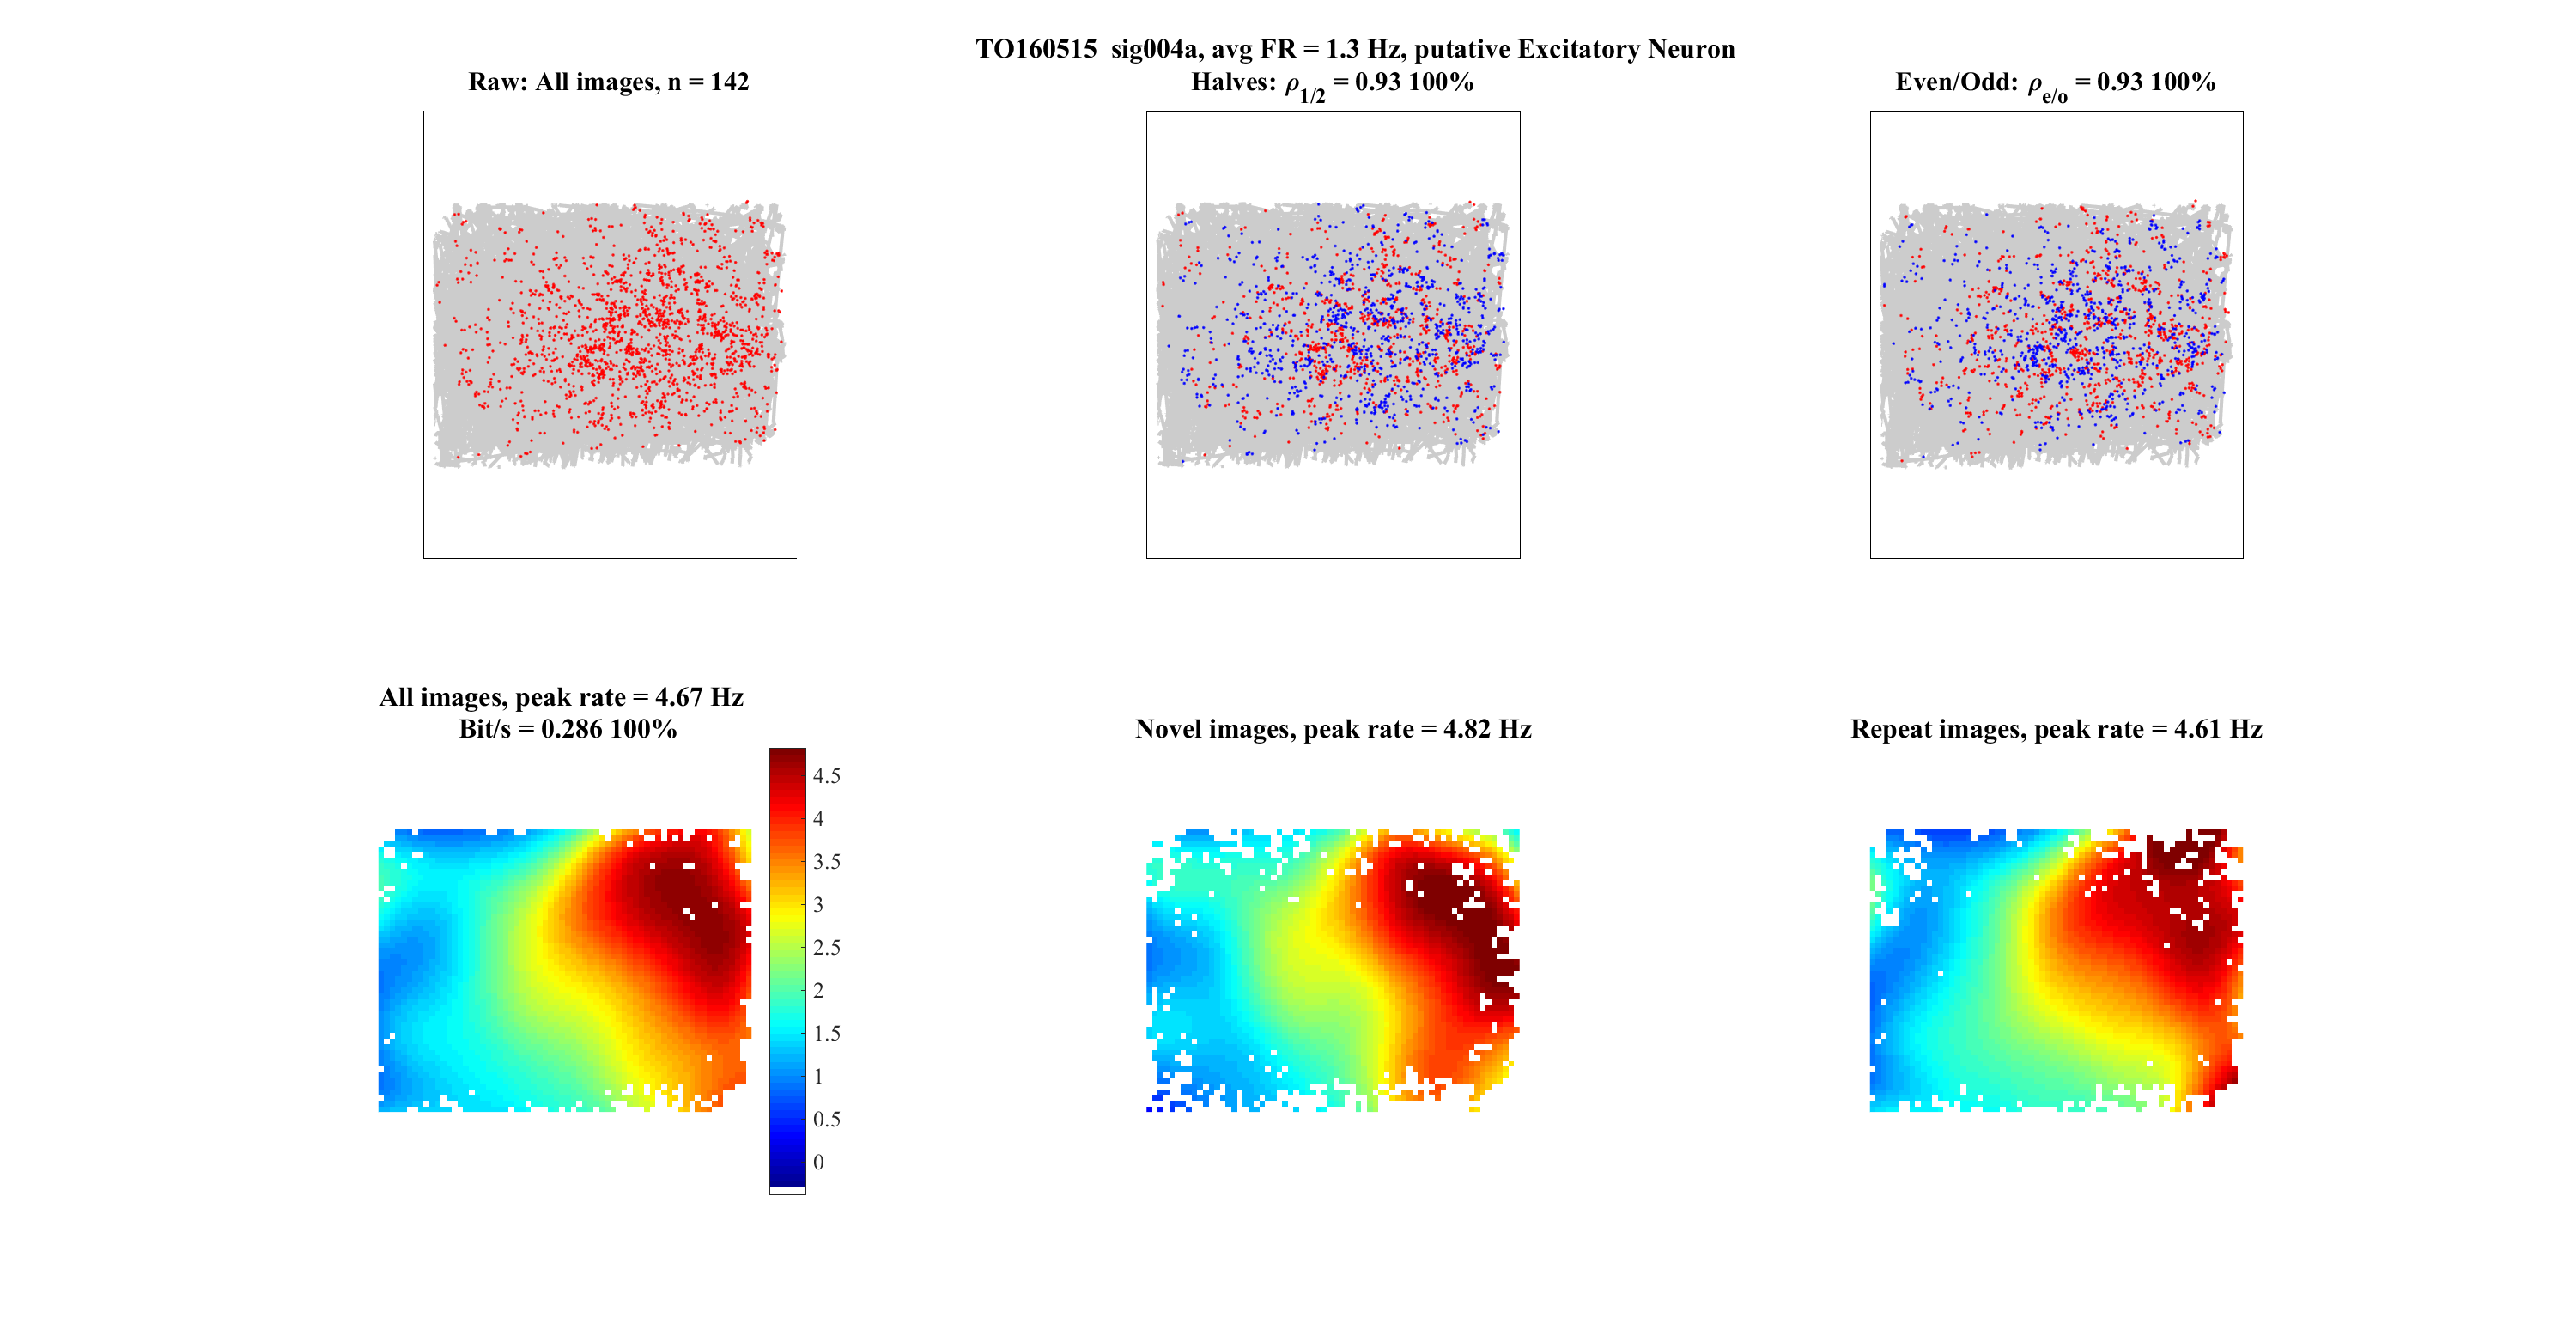 TO160515  sig004a, avg FR = 1.3 Hz, putative Excitatory Neuron
Raw: All images, n = 142
Halves: ρ1/2 = 0.93 100%
Even/Odd: ρe/o = 0.93 100%
All images, peak rate = 4.67 Hz
Bit/s = 0.286 100%
Novel images, peak rate = 4.82 Hz
Repeat images, peak rate = 4.61 Hz
4.5
4
3.5
3
2.5
2
1.5
1
0.5
0